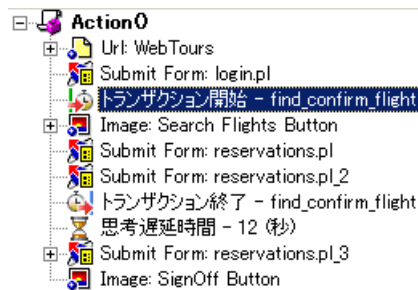 Action()
Url: WebTours
Submit Form: login.pl
トランザクション開始 - find_confirm_flight
Image: Search Flights Button
Submit Form: reservations.pl
Submit Form: reservations.pl_2
トランザクション終了 - find_confirm_flight
思考遅延時間 - 12 (秒)
Submit Form: reservations.pl_3
Image: SignOff Button